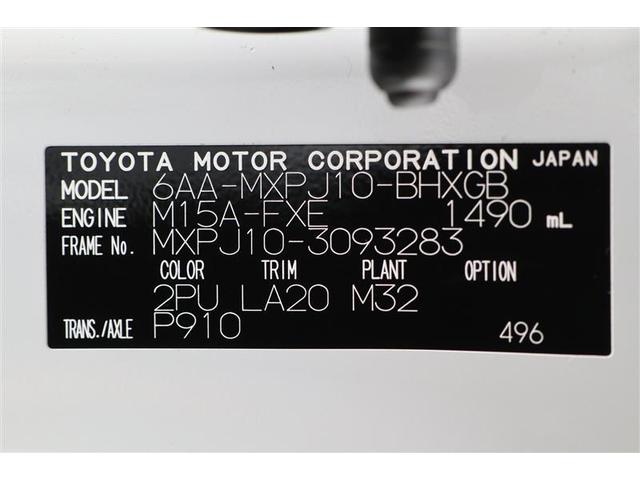 TOYOTA MOTOR CORPORATION JAPAN
MODEL 6AA-MXPJ10-BHXGB
ENGINE M15A-FXE 1490 mL
FRAME No. MXPJ10-3093283
COLOR TRIM PLANT OPTION
2PU LA20 M32
TRANS./AXLE P910 496